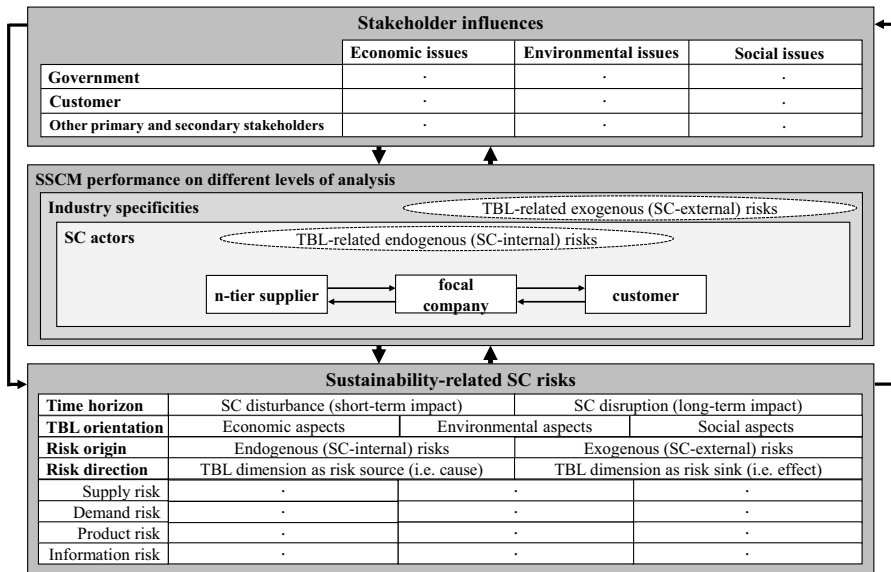 Stakeholder influences
Economic issues Environmental issues Social issues
Government · · ·
Customer · · ·
Other primary and secondary stakeholders · · ·
SSCM performance on different levels of analysis
Industry specificities
TBL-related exogenous (SC-external) risks
SC actors
TBL-related endogenous (SC-internal) risks
n-tier supplier
focal
company
customer
Sustainability-related SC risks
Time horizon SC disturbance (short-term impact) SC disruption (long-term impact)
TBL orientation Economic aspects Environmental aspects Social aspects
Risk origin Endogenous (SC-internal) risks Exogenous (SC-external) risks
Risk direction TBL dimension as risk source (i.e. cause) TBL dimension as risk sink (i.e. effect)
Supply risk · · ·
Demand risk · · ·
Product risk · · ·
Information risk · · ·